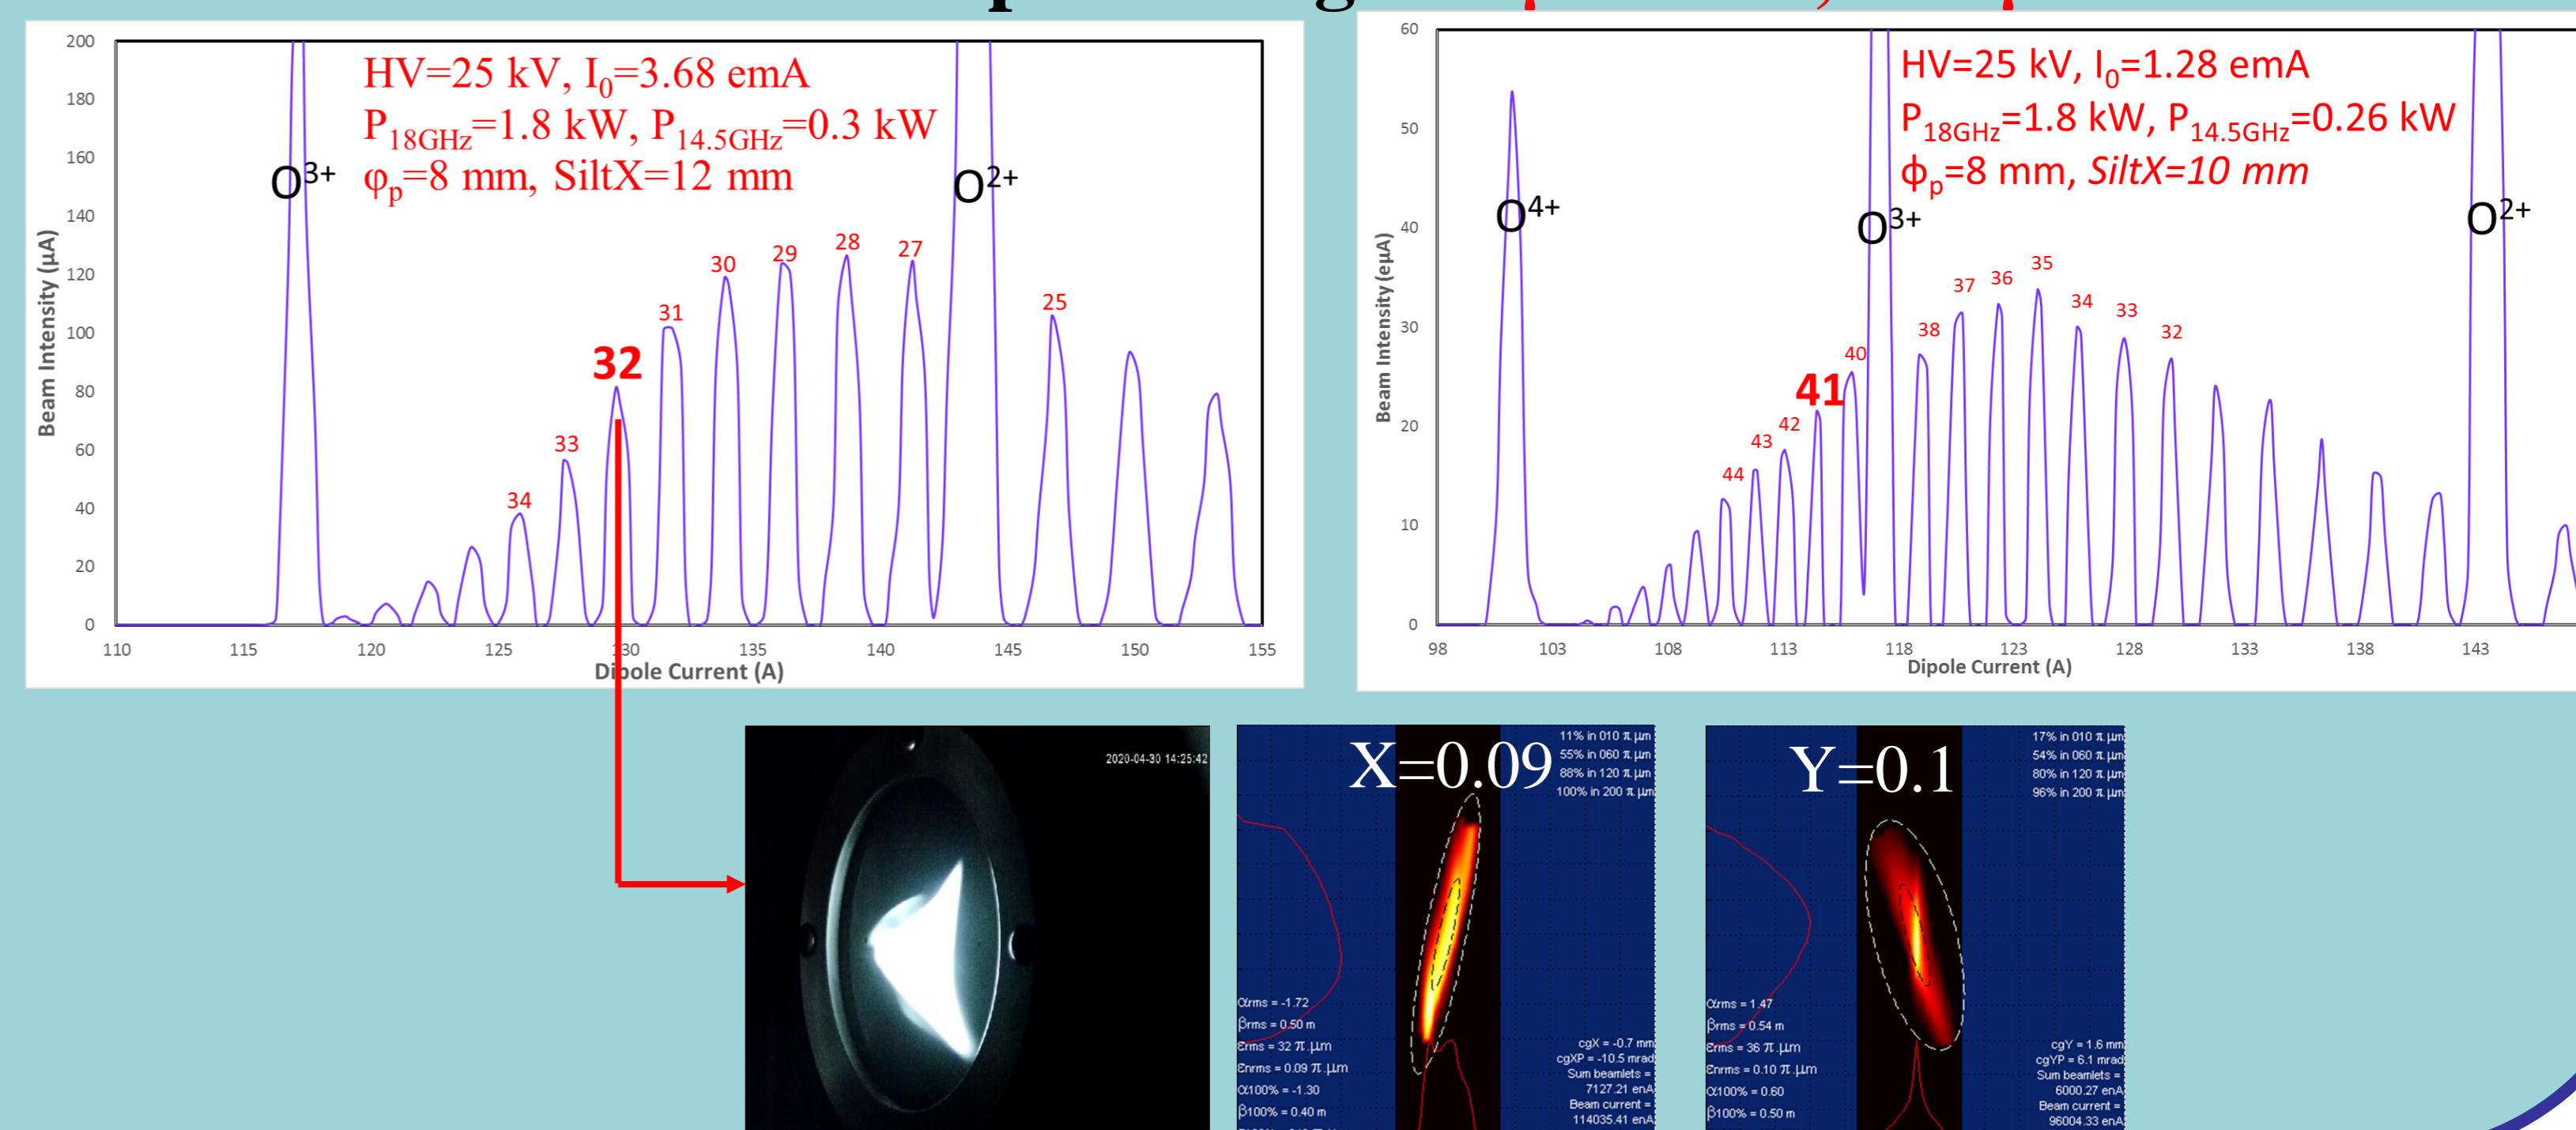 HV=25 kV, I₀=3.68 emA
P₁₈GHz=1.8 kW, P₁₄.₅GHz=0.3 kW
φp=8 mm, SiltX=12 mm
O³⁺
O²⁺
200
180
160
140
120
100
80
60
40
20
0
Beam Intensity (µA)
34
33
32
31
30
29
28
27
25
110
115
120
125
130
135
140
145
150
155
Dipole Current (A)
HV=25 kV, I₀=1.28 emA
P₁₈GHz=1.8 kW, P₁₄.₅GHz=0.26 kW
ϕp=8 mm, SiltX=10 mm
O⁴⁺
O³⁺
O²⁺
60
50
40
30
20
10
0
Beam Intensity (eµA)
44
43
42
41
40
38
37
36
35
34
33
32
98
103
108
113
118
123
128
133
138
143
Dipole Current (A)
2020-04-30 14:25:42
X=0.09
11% in 010 π.µm
55% in 060 π.µm
88% in 120 π.µm
100% in 200 π.µm
αrms = -1.72
βrms = 0.50 m
εrms = 32 π.µm
εnrms = 0.09 π.µm
α100% = -1.30
β100% = 0.40 m
cgX = -0.7 mm
cgXP = -10.5 mrad
Sum beamlets =
7127.21 enA
Beam current =
114035.41 enA
Y=0.1
17% in 010 π.µm
54% in 060 π.µm
80% in 120 π.µm
96% in 200 π.µm
αrms = 1.47
βrms = 0.54 m
εrms = 36 π.µm
εnrms = 0.10 π.µm
α100% = 0.60
β100% = 0.50 m
cgY = 1.6 mm
cgYP = 6.1 mrad
Sum beamlets =
6000.27 enA
Beam current =
96004.33 enA